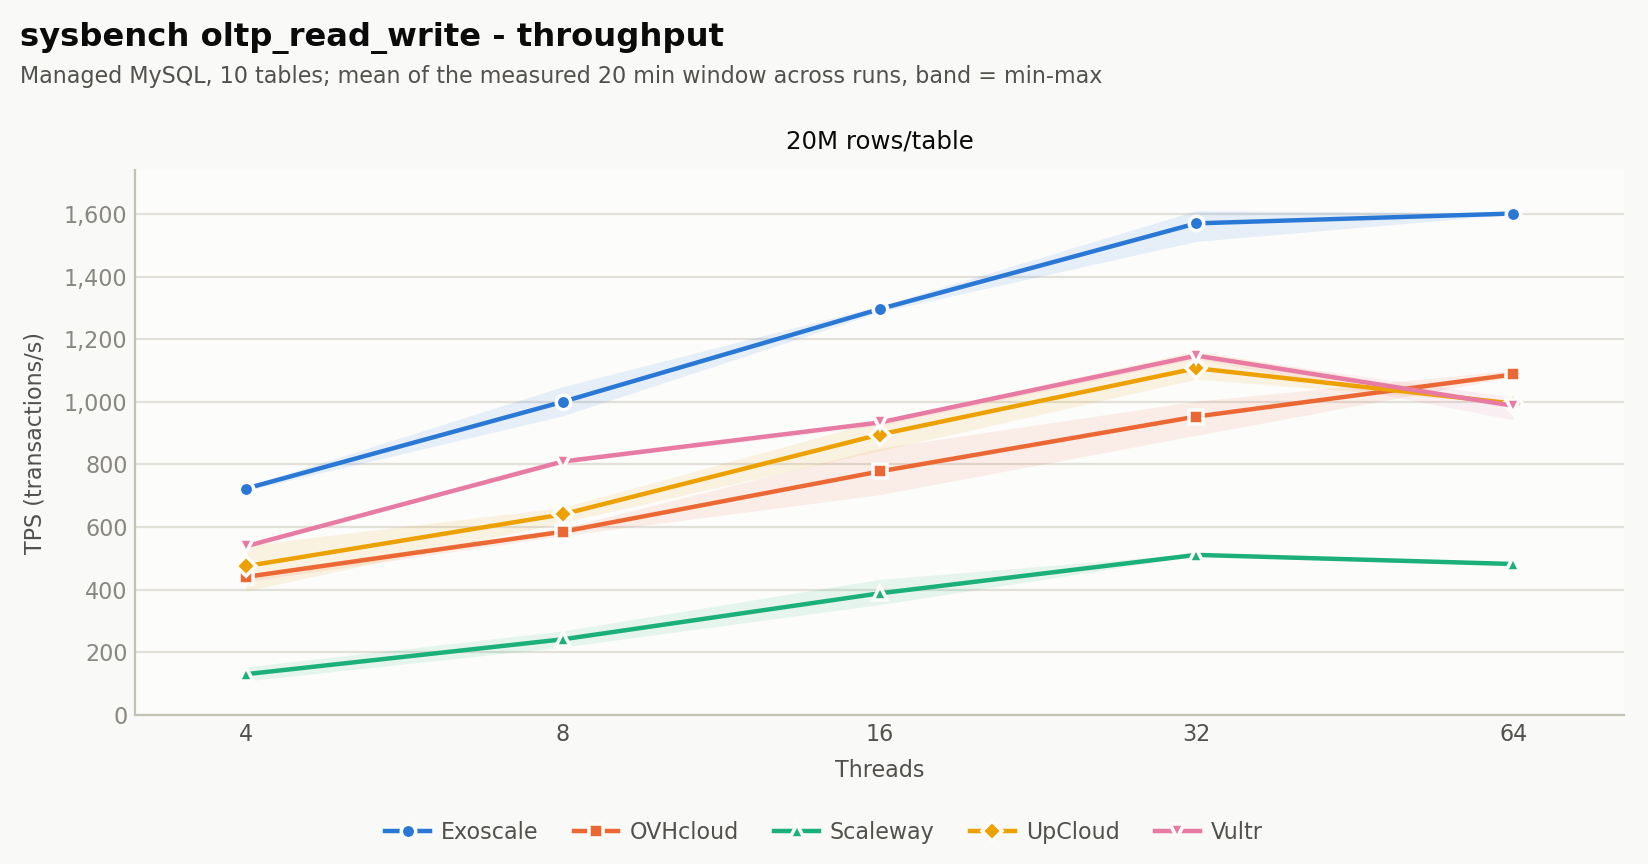 sysbench oltp_read_write - throughput
Managed MySQL, 10 tables; mean of the measured 20 min window across runs, band = min-max
20M rows/table
TPS (transactions/s)
1,600
1,400
1,200
1,000
800
600
400
200
0
4 8 16 32 64
Threads
Exoscale OVHcloud Scaleway UpCloud Vultr